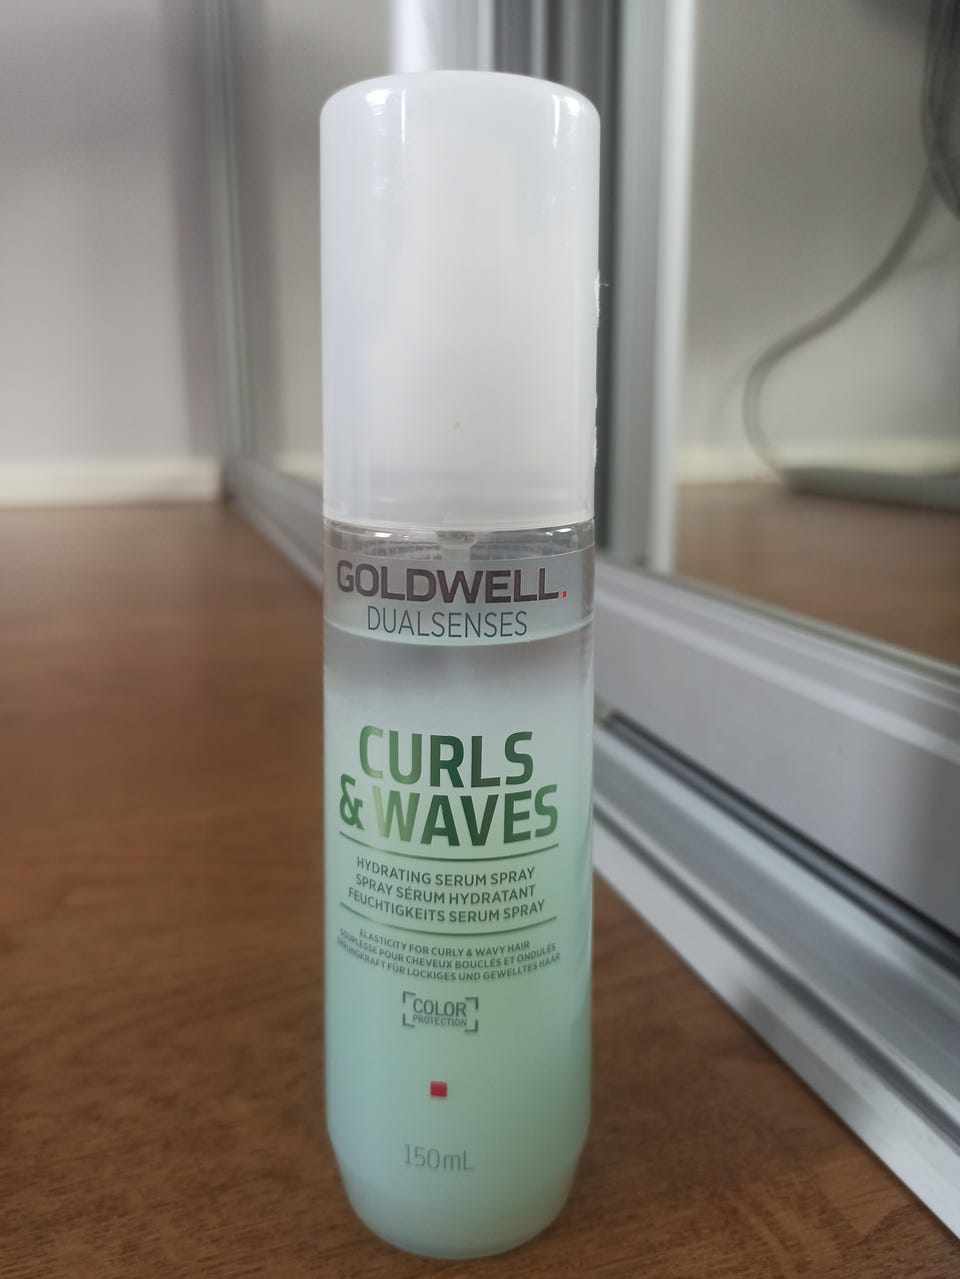 GOLDWELL.
DUALSENSES
CURLS
& WAVES
HYDRATING SERUM SPRAY
SPRAY SÉRUM HYDRATANT
FEUCHTIGKEITS SERUM SPRAY
ELASTICITY FOR CURLY & WAVY HAIR
SOUPLESSE POUR CHEVEUX BOUCLÉS ET ONDULÉS
SPRUNGKRAFT FÜR LOCKIGES UND GEWELLTES HAAR
COLOR
PROTECTION
150mL